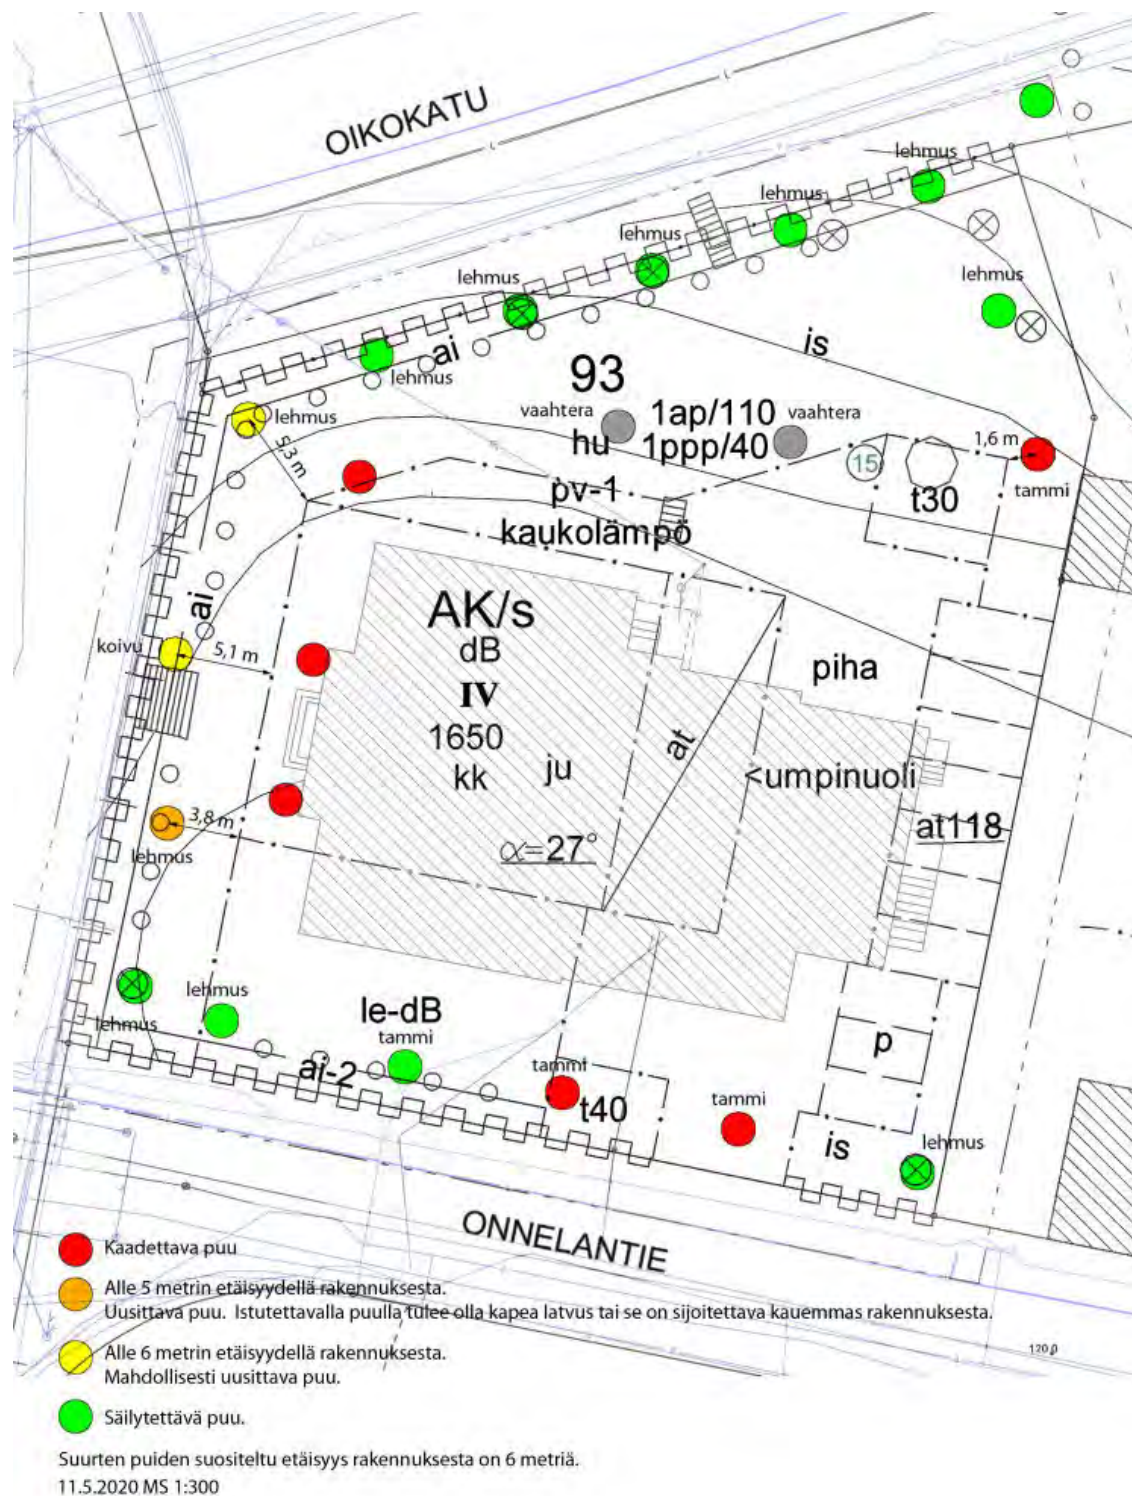 OIKOKATU
lehmus
lehmus
lehmus
lehmus
lehmus
is
ai
93
lehmus
vaahtera
1ap/110
vaahtera
lehmus
hu
1ppp/40
1,6 m
5,3 m
15
tammi
pv-1
t30
kaukolämpö
ai
AK/s
dB
koivu
5,1 m
piha
IV
1650
at
ju
kk
<umpinuoli
3,8 m
at118
∝=27°
lehmus
lehmus
le-dB
lehmus
tammi
p
ai-2
tammi
t40
tammi
is
lehmus
ONNELANTIE
Kaadettava puu
Alle 5 metrin etäisyydellä rakennuksesta.
Uusittava puu. Istutettavalla puulla tulee olla kapea latvus tai se on sijoitettava kauemmas rakennuksesta.
120,0
Alle 6 metrin etäisyydellä rakennuksesta.
Mahdollisesti uusittava puu.
Säilytettävä puu.
Suurten puiden suositeltu etäisyys rakennuksesta on 6 metriä.
11.5.2020 MS 1:300